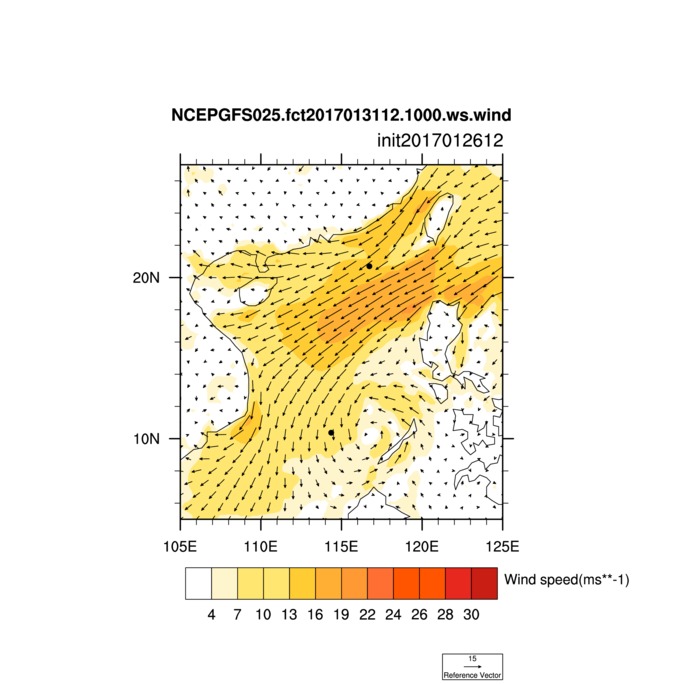 NCEPGFS025.fct2017013112.1000.ws.wind
init2017012612
20N
10N
105E 110E 115E 120E 125E
Wind speed(ms**-1)
4 7 10 13 16 19 22 24 26 28 30
15
Reference Vector